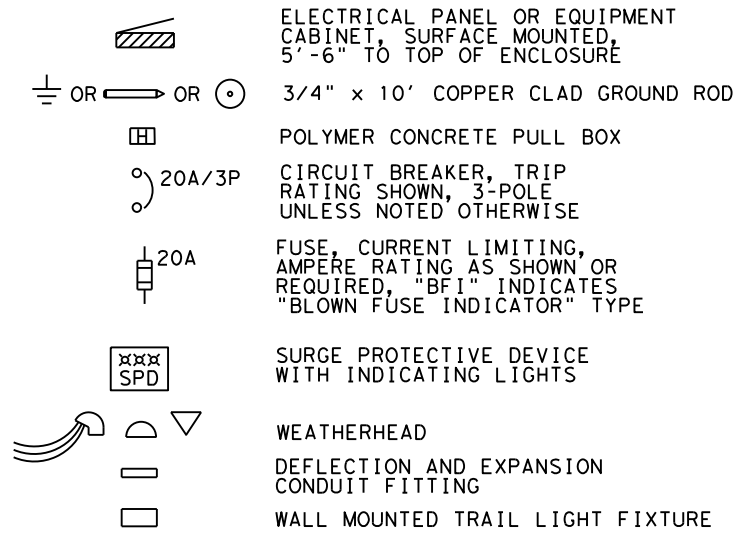 ELECTRICAL PANEL OR EQUIPMENT
CABINET, SURFACE MOUNTED,
5'-6" TO TOP OF ENCLOSURE
OR OR 3/4" x 10' COPPER CLAD GROUND ROD
H POLYMER CONCRETE PULL BOX
20A/3P CIRCUIT BREAKER, TRIP
RATING SHOWN, 3-POLE
UNLESS NOTED OTHERWISE
20A FUSE, CURRENT LIMITING,
AMPERE RATING AS SHOWN OR
REQUIRED, "BFI" INDICATES
"BLOWN FUSE INDICATOR" TYPE
SPD SURGE PROTECTIVE DEVICE
WITH INDICATING LIGHTS
WEATHERHEAD
DEFLECTION AND EXPANSION
CONDUIT FITTING
WALL MOUNTED TRAIL LIGHT FIXTURE